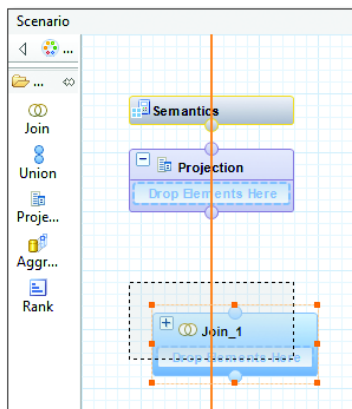 Scenario
...
...
Join
Union
Proje...
Aggr...
Rank
Semantics
Projection
Drop Elements Here
Join_1
Drop Elements Here